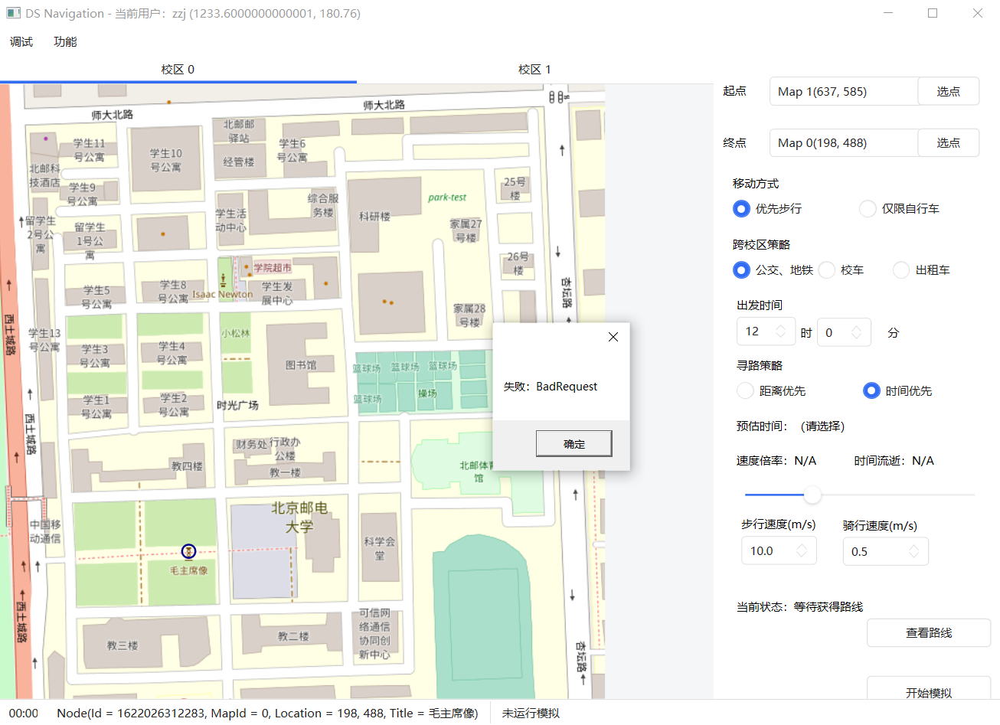 DS Navigation - 当前用户：zzj (1233.6000000000001, 180.76)
调试 功能
校区 0 校区 1
师大北路
师大北路
北邮邮
驿站
学生11
号公寓
学生10
号公寓
经管楼
学生6
号公寓
北邮科
技酒店
学生9
号公寓
综合服
务楼
学生活
动中心
科研楼
park-test
25号
楼
留学生
2号公
寓
留学生
1号公
寓
家属27
号楼
26号
楼
学院超市
Isaac Newton
学生发
展中心
学生5
号公寓
学生8
号公寓
杏坛路
家属28
号楼
西土城路
学生13
号公寓
小松林
学生3
号公寓
学生4
号公寓
图书馆
篮球场
篮球场
篮球场
篮球场
操场
学生1
号公寓
学生2
号公寓
时光广场
西土城路
财务处
行政办
公楼
教一楼
教四楼
北邮体育
馆
北京邮电
大学
中国移
动通信
毛主席像
科学会
堂
西土城路
教三楼
教二楼
可信网
络通信
协同创
新中心
杏坛路
失败：BadRequest
确定
起点 Map 1(637, 585) 选点
终点 Map 0(198, 488) 选点
移动方式
优先步行 仅限自行车
跨校区策略
公交、地铁 校车 出租车
出发时间
12 时 0 分
寻路策略
距离优先 时间优先
预估时间：（请选择）
速度倍率：N/A 时间流逝：N/A
步行速度(m/s) 骑行速度(m/s)
10.0 0.5
当前状态：等待获得路线
查看路线
开始模拟
00:00 Node(Id = 1622026312283, MapId = 0, Location = 198, 488, Title = 毛主席像) 未运行模拟